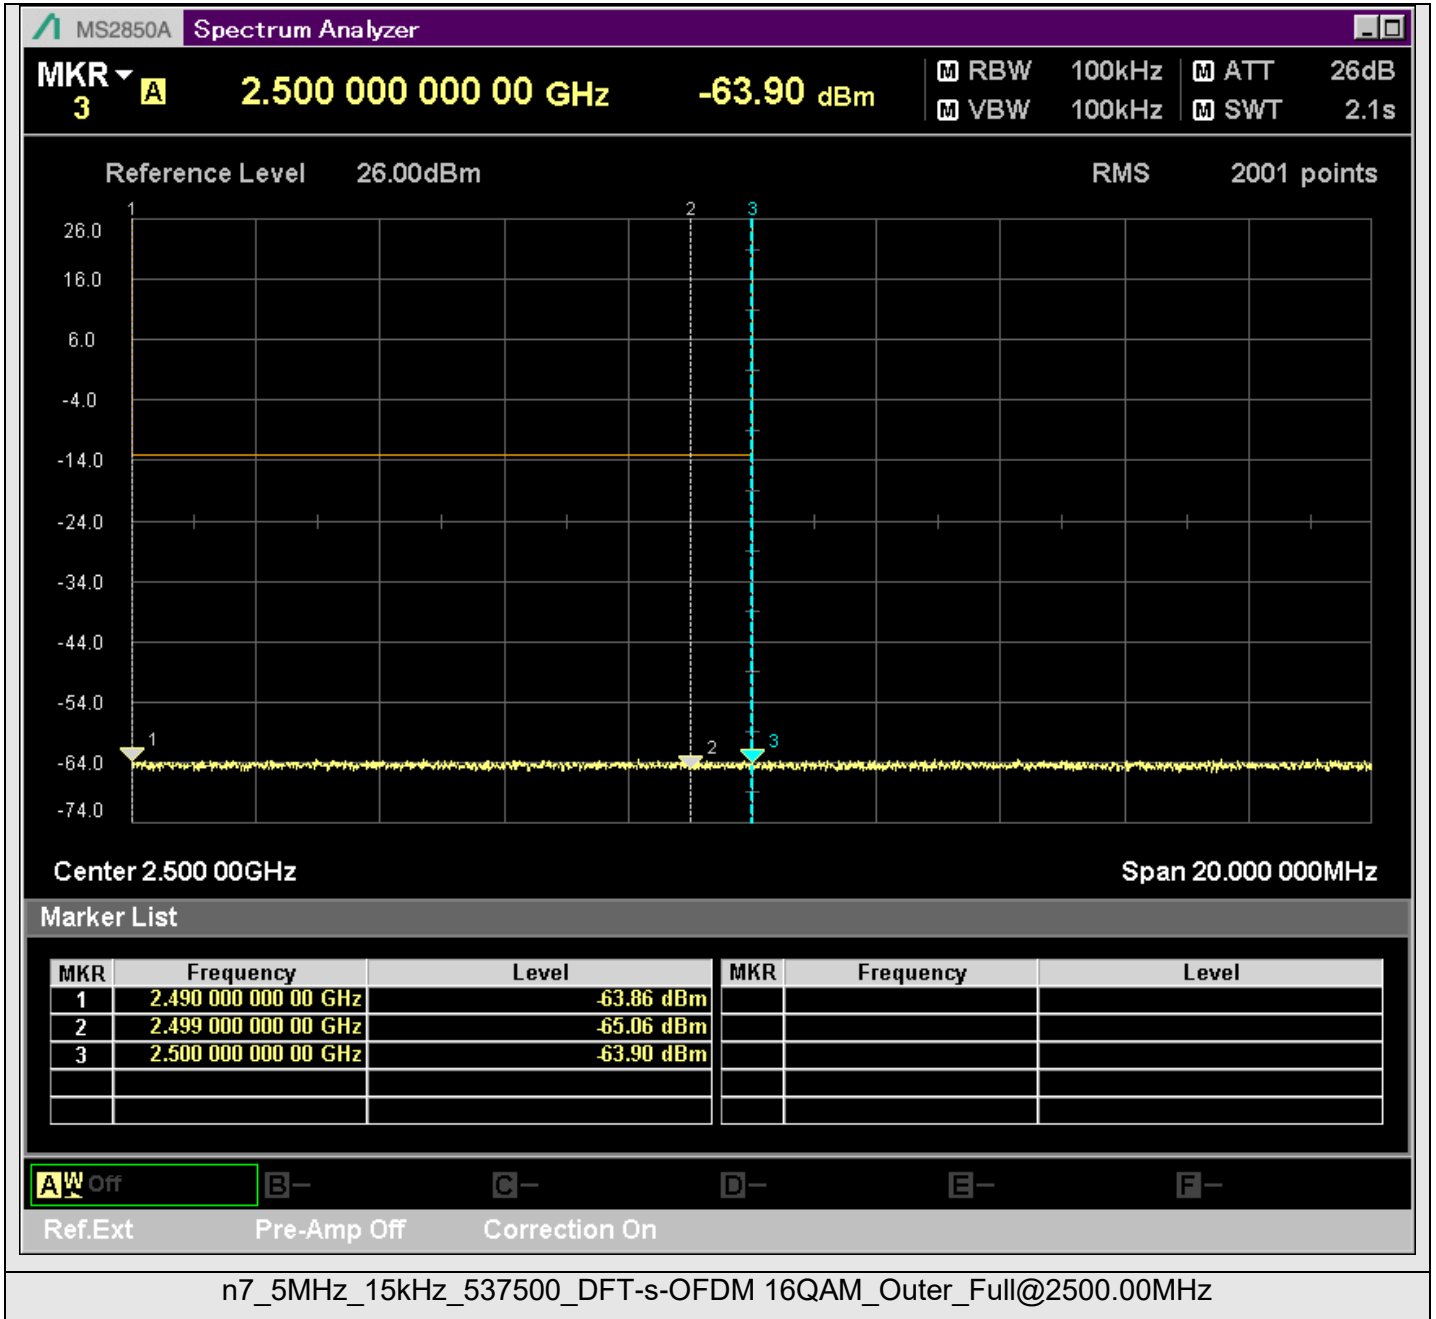 MS2850A Spectrum Analyzer
MKR 3 A 2.500 000 000 00 GHz -63.90 dBm
M RBW 100kHz M ATT 26dB
M VBW 100kHz M SWT 2.1s
Reference Level 26.00dBm RMS 2001 points
1 2 3
26.0
16.0
6.0
-4.0
-14.0
-24.0
-34.0
-44.0
-54.0
1 2 3
-64.0
-74.0
Center 2.500 00GHz Span 20.000 000MHz
Marker List
MKR Frequency Level MKR Frequency Level
1 2.490 000 000 00 GHz -63.86 dBm
2 2.499 000 000 00 GHz -65.06 dBm
3 2.500 000 000 00 GHz -63.90 dBm
A W Off B – C – D – E – F –
Ref.Ext Pre-Amp Off Correction On
n7_5MHz_15kHz_537500_DFT-s-OFDM 16QAM_Outer_Full@2500.00MHz